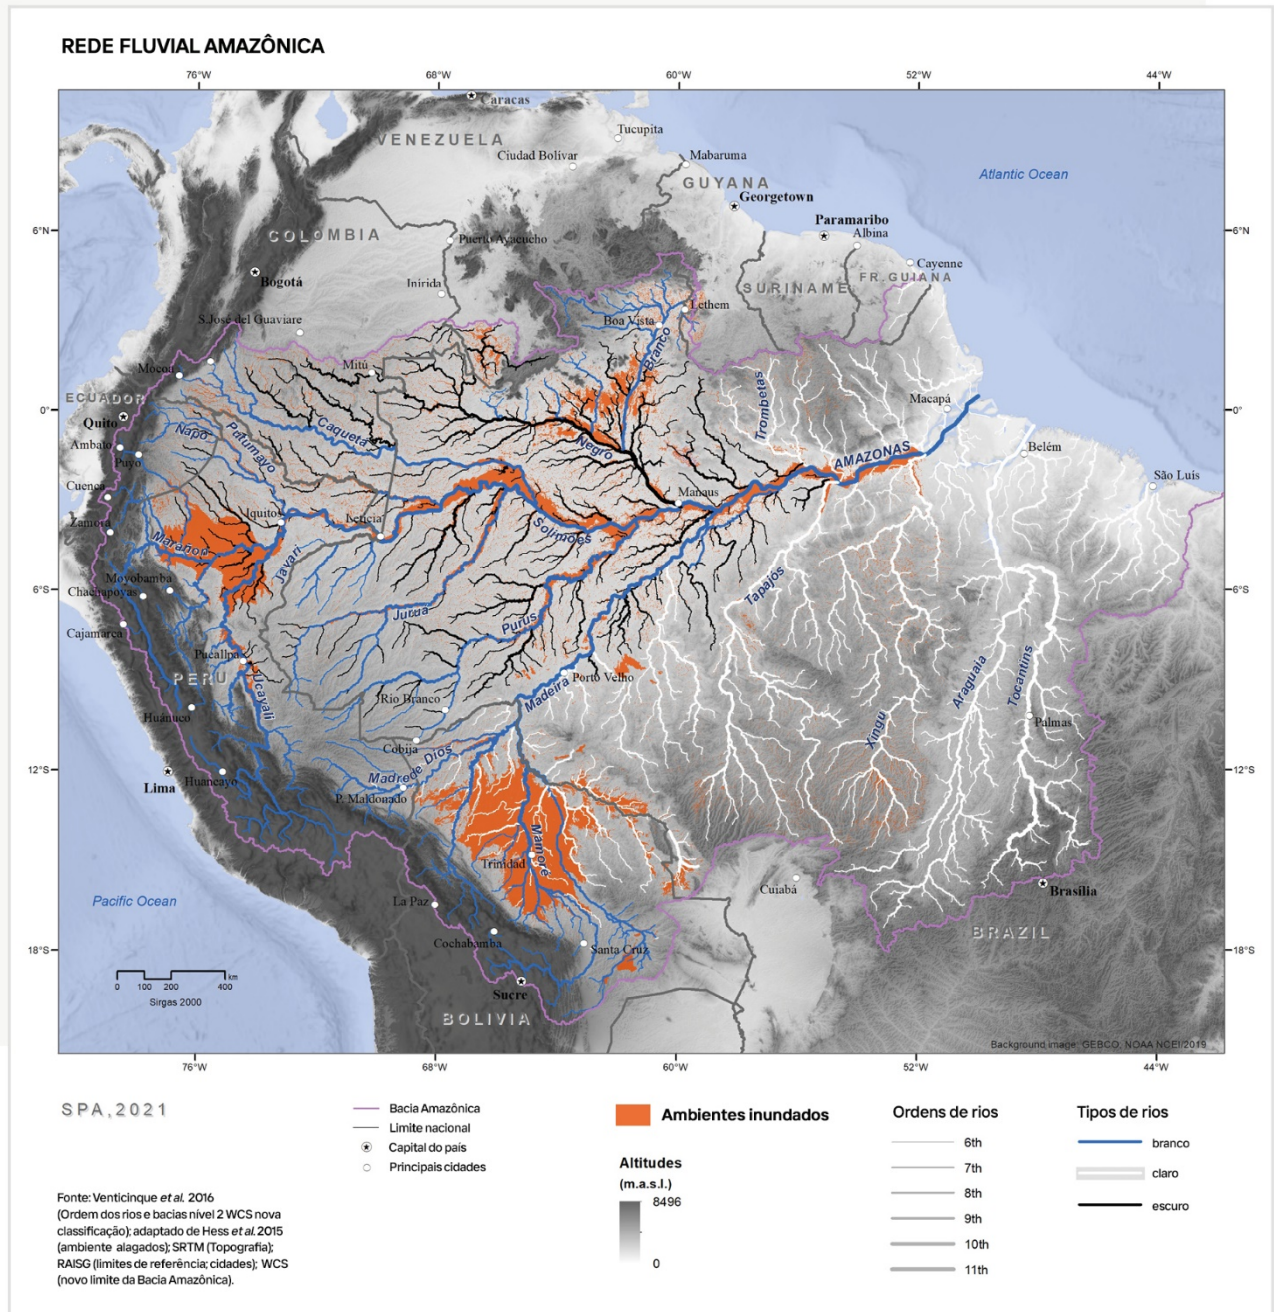 REDE FLUVIAL AMAZÔNICA
76°W 68°W 60°W 52°W 44°W
Caracas
Tucupita
VENEZUELA
Ciudad Bolívar
Mabaruma
GUYANA
Atlantic Ocean
Georgetown
Paramaribo
6°N
COLOMBIA
Puerto Ayacucho
Albina
6°N
Cayenne
Bogotá
Inirida
SURINAME
FR.GUIANA
Lethem
S.José del Guaviare
Boa Vista
Branco
Mocoa
Mitú
Trombetas
ECUADOR
Macapá
0°
0°
Quito
Napo
Putumayo
Caqueta
Negro
Ambato
Puyo
AMAZONAS
Belém
Cuenca
São Luis
Manaus
Iquitos
Leticia
Zamora
Solimões
Marañon
Javari
Moyobamba
Tapajos
6°S
Chachapoyas
6°S
Jurua
Purus
Cajamarca
Pucallpa
PERU
Ucayali
Porto Velho
Madeira
Araguaia
Tocantins
Rio Branco
Huánuco
Xingu
Palmas
Cobija
12°S
Madre de Dios
12°S
Lima
Huancayo
P. Maldonado
Mamoré
Trinidad
Cuiabá
Brasília
Pacific Ocean
La Paz
BRAZIL
Cochabamba
18°S
Santa Cruz
18°S
km
0 100 200 400
Sirgas 2000
Sucre
BOLIVIA
Background image: GEBCO, NOAA NCEI/2019
76°W 68°W 60°W 52°W 44°W
SPA,2021
Bacia Amazônica
Limite nacional
Capital do país
Principais cidades
Ambientes inundados
Altitudes
(m.a.s.l.)
8496
0
Ordens de rios
6th
7th
8th
9th
10th
11th
Tipos de rios
branco
claro
escuro
Fonte: Venticinque et al. 2016
(Ordem dos rios e bacias nível 2 WCS nova
classificação); adaptado de Hess et al. 2015
(ambiente alagados); SRTM (Topografia);
RAISG (limites de referência; cidades); WCS
(novo limite da Bacia Amazônica).